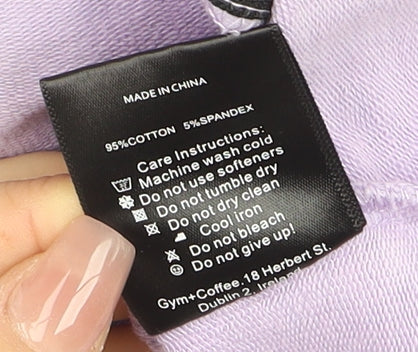 MADE IN CHINA
95%COTTON 5%SPANDEX
Care Instructions:
Machine wash cold
Do not use softeners
Do not tumble dry
Do not dry clean
Cool iron
Do not bleach
Do not give up!
Gym+Coffee, 18 Herbert St.
Dublin 2, Ireland